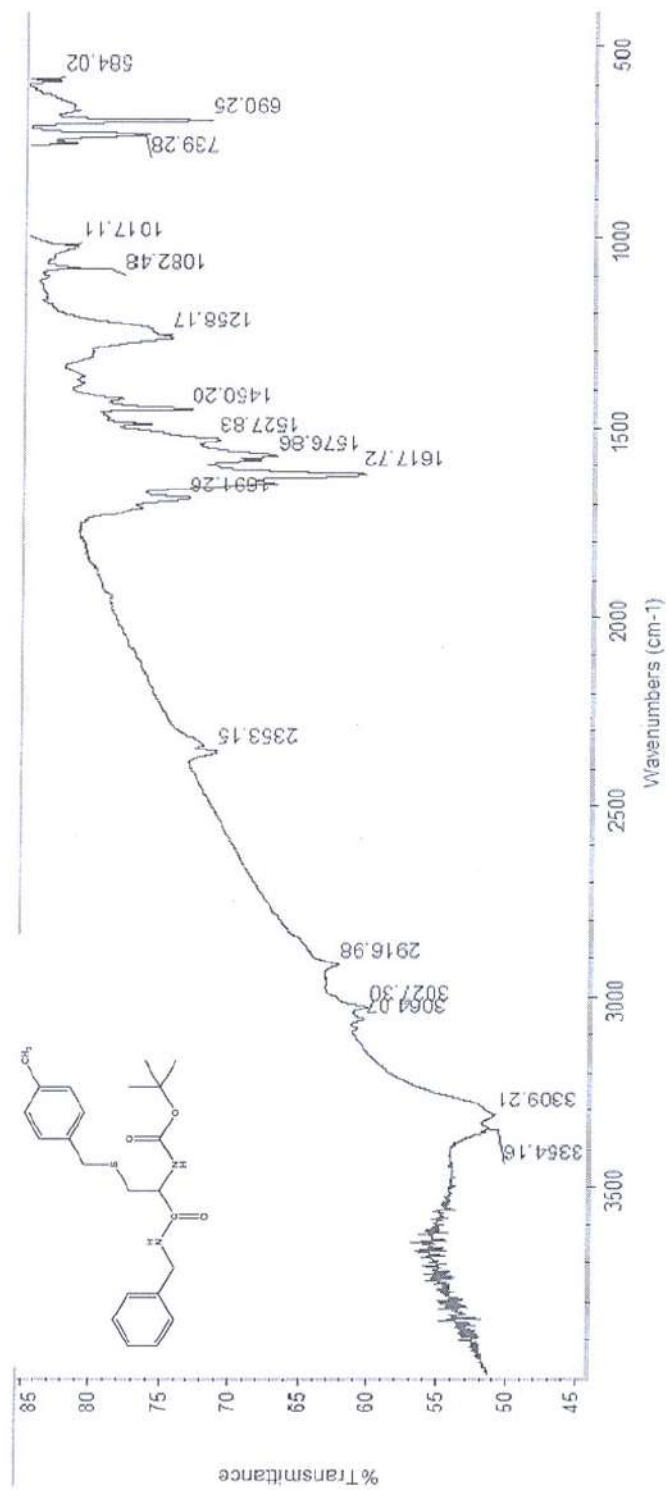 %Transmittance
85
80
75
70
65
60
55
50
45
CH₃
S
O
O
N
H
N
H
C
O
3354.16
3309.21
3064.07
3027.30
2916.98
2353.15
1691.26
1617.72
1576.86
1527.83
1450.20
1258.17
1082.48
1017.11
739.28
690.25
584.02
3500
3000
2500
2000
1500
1000
500
Wavenumbers (cm-1)